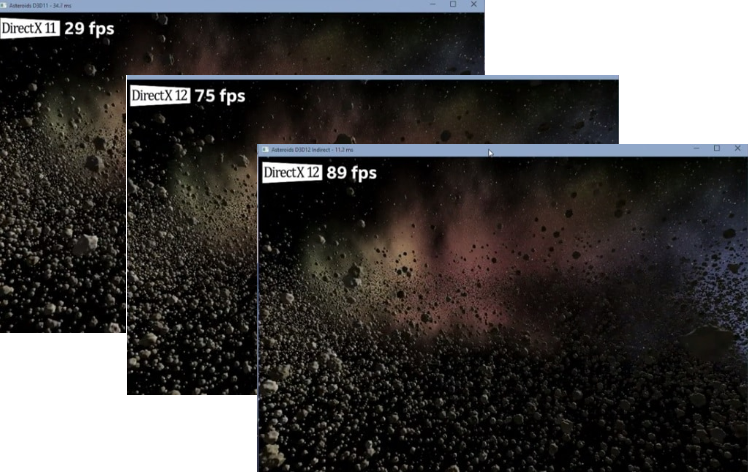 Asteroids D3D11 - 34.1 ms
DirectX 11 29 fps
DirectX 12 75 fps
Asteroids D3D12 Indirect - 11.3 ms
DirectX 12 89 fps